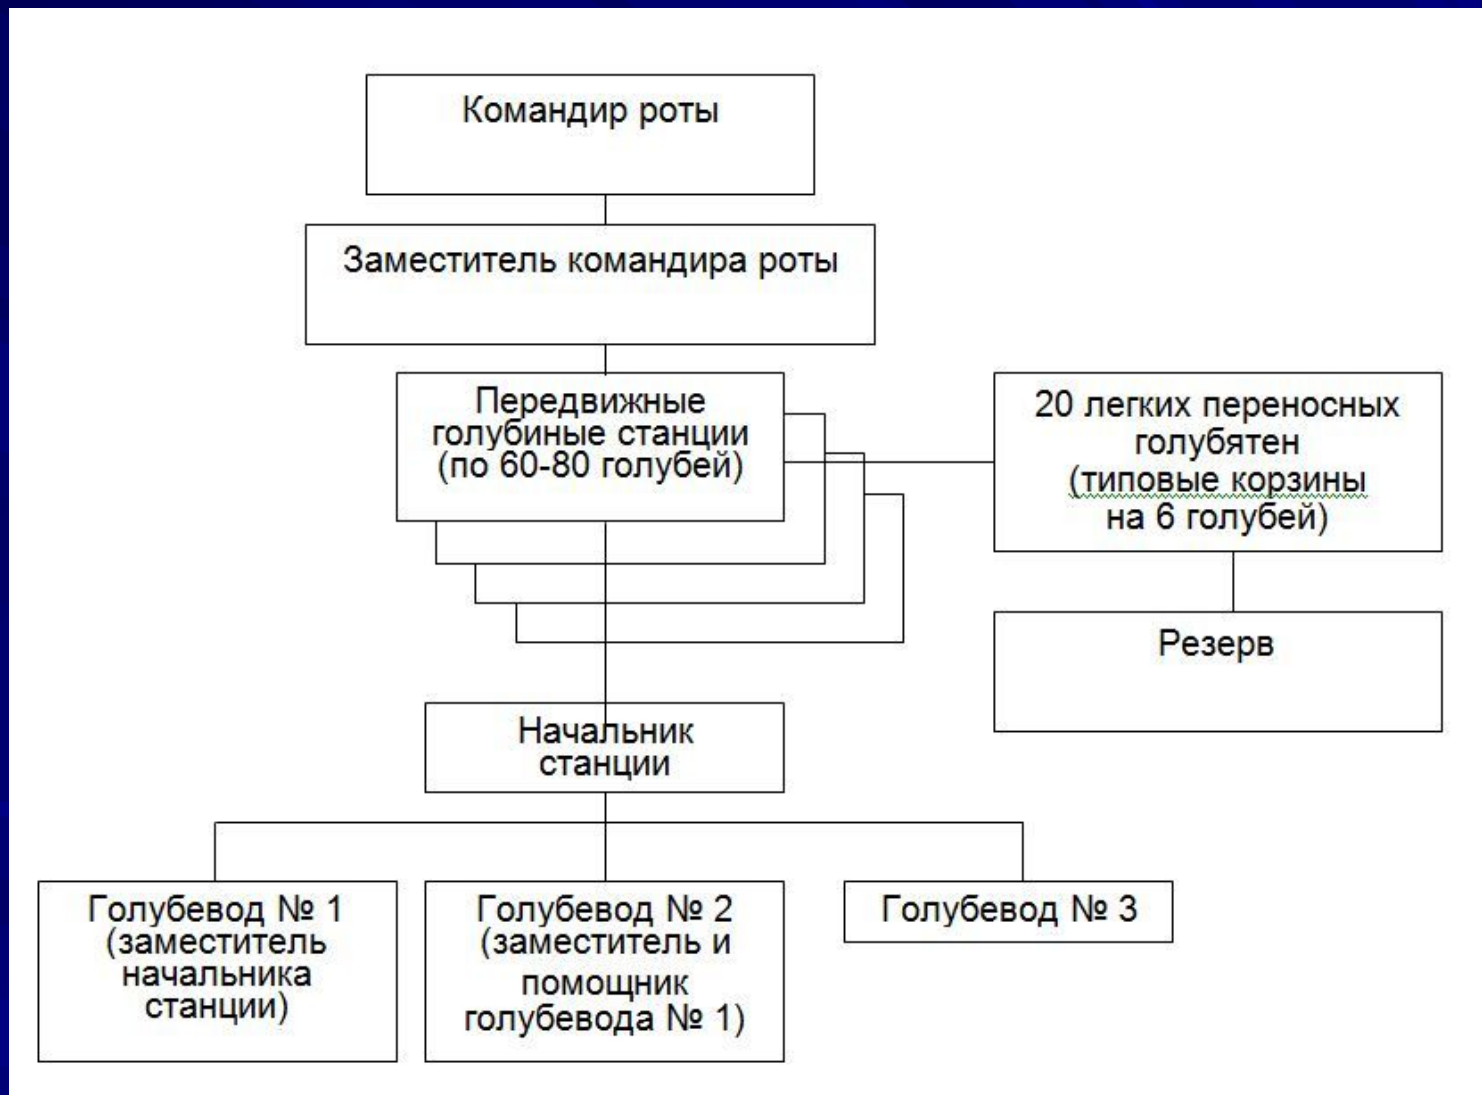 Командир роты
Заместитель командира роты
Передвижные
голубиные станции
(по 60-80 голубей)
20 легких переносных
голубятен
(типовые корзины
на 6 голубей)
Резерв
Начальник
станции
Голубевод № 1
(заместитель
начальника
станции)
Голубевод № 2
(заместитель и
помощник
голубевода № 1)
Голубевод № 3